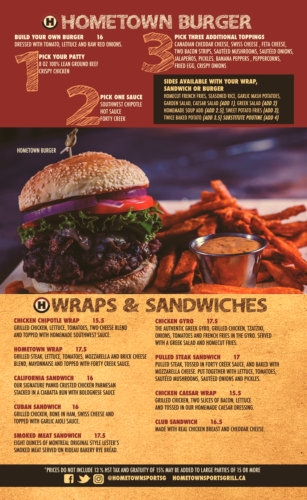 H HOMETOWN BURGER
BUILD YOUR OWN BURGER 16
DRESSED WITH TOMATO, LETTUCE AND RAW RED ONIONS.
1 PICK YOUR PATTY
8 OZ 100% LEAN GROUND BEEF
CRISPY CHICKEN
2 PICK ONE SAUCE
SOUTHWEST CHIPOTLE
HOT SAUCE
FORTY CREEK
3 PICK THREE ADDITIONAL TOPPINGS
CANADIAN CHEDDAR CHEESE, SWISS CHEESE, FETA CHEESE,
TWO BACON STRIPS, SAUTÉED MUSHROOMS, SAUTÉED ONIONS,
JALAPEÑOS, PICKLES, BANANA PEPPERS, PEPPERCORNS,
FRIED EGG, CRISPY ONIONS
SIDES AVAILABLE WITH YOUR WRAP,
SANDWICH OR BURGER
HOMECUT FRENCH FRIES, SEASONED RICE, GARLIC MASH POTATOES,
GARDEN SALAD, CAESAR SALAD (ADD 1), GREEK SALAD (ADD 2)
HOMEMADE SOUP ADD (ADD 2.5), SWEET POTATO FRIES (ADD 2),
TWICE BAKED POTATO (ADD 2.5) SUBSTITUTE POUTINE (ADD 4)
HOMETOWN BURGER
H WRAPS & SANDWICHES
CHICKEN CHIPOTLE WRAP 15.5
GRILLED CHICKEN, LETTUCE, TOMATOES, TWO CHEESE BLEND
AND TOPPED WITH HOMEMADE SOUTHWEST SAUCE.
HOMETOWN WRAP 17.5
GRILLED STEAK, LETTUCE, TOMATOES, MOZZARELLA AND BRICK CHEESE
BLEND, MAYONNAISE AND TOPPED WITH FORTY CREEK SAUCE.
CALIFORNIA SANDWICH 16
OUR SIGNATURE PANKO CRUSTED CHICKEN PARMESAN
STACKED IN A CIABATTA BUN WITH BOLOGNESE SAUCE
CUBAN SANDWICH 16
GRILLED CHICKEN, BONE IN HAM, SWISS CHEESE AND
TOPPED WITH GARLIC AIOLI SAUCE.
SMOKED MEAT SANDWICH 17.5
EIGHT OUNCES OF MONTREAL ORIGINAL STYLE LESTER'S
SMOKED MEAT SERVED ON RIDEAU BAKERY RYE BREAD.
CHICKEN GYRO 17.5
THE AUTHENTIC GREEK GYRO, GRILLED CHICKEN, TZATZIKI,
ONIONS, TOMATOES AND FRENCH FRIES IN THE GYRO. SERVED
WITH A GREEK SALAD AND HOMECUT FRIES.
PULLED STEAK SANDWICH 17
PULLED STEAK, TOSSED IN FORTY CREEK SAUCE, AND BAKED WITH
MOZZARELLA CHEESE. PUT TOGETHER WITH LETTUCE, TOMATOES,
SAUTÉED MUSHROOMS, SAUTÉED ONIONS AND PICKLES.
CHICKEN CAESAR WRAP 15.5
GRILLED CHICKEN, TWO SLICES OF BACON, LETTUCE
AND TOSSED IN OUR HOMEMADE CAESAR DRESSING.
CLUB SANDWICH 16.5
MADE WITH REAL CHICKEN BREAST AND CHEDDAR CHEESE.
*PRICES DO NOT INCLUDE 13 % HST TAX AND GRATUITY OF 15% MAY BE ADDED TO LARGE PARTIES OF 15 OR MORE
@HOMETOWNSPORTSG HOMETOWNSPORTSGRILL.CA